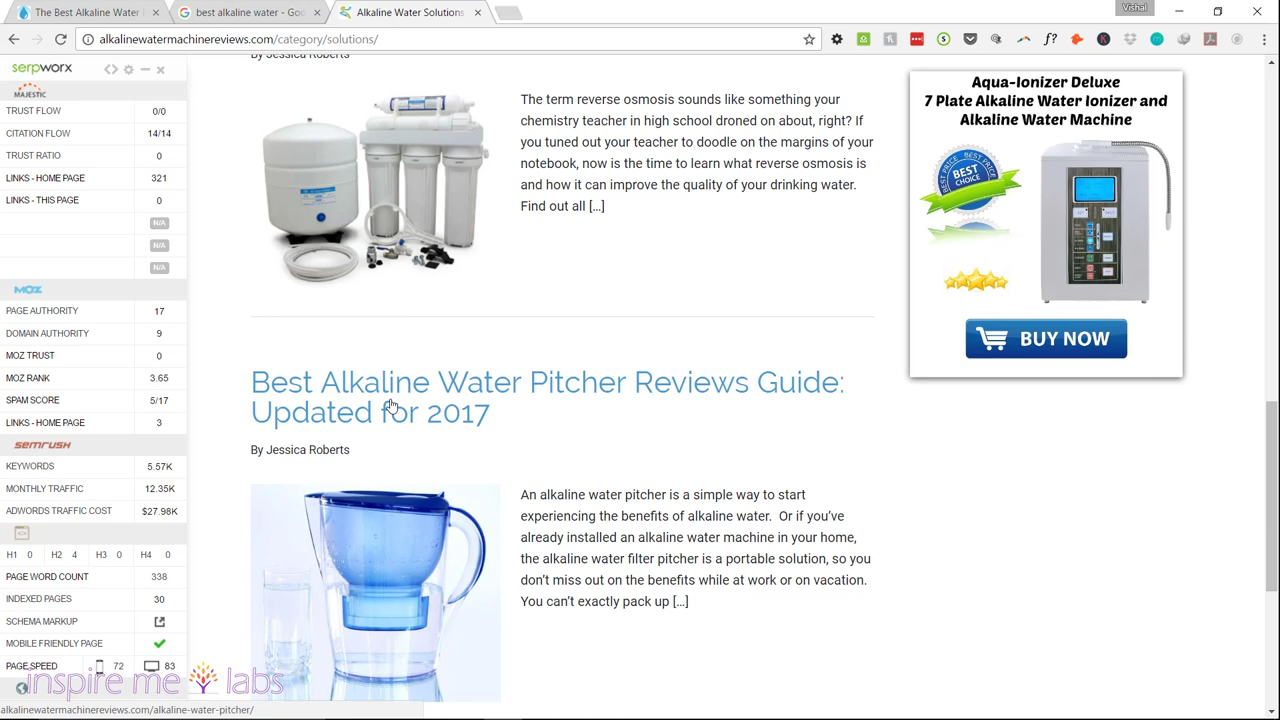 The Best Alkaline Water
best alkaline water - Goo
Alkaline Water Solutions
Vishal
alkalinewatermachinereviews.com/category/solutions/
serpworx
MAJESTIC
TRUST FLOW 0/0
CITATION FLOW 14/14
TRUST RATIO 0
LINKS - HOME PAGE 321
LINKS - THIS PAGE 0
N/A
N/A
N/A
MOZ
PAGE AUTHORITY 17
DOMAIN AUTHORITY 9
MOZ TRUST 0
MOZ RANK 3.65
SPAM SCORE 5/17
LINKS - HOME PAGE 3
SEMRUSH
KEYWORDS 5.57K
MONTHLY TRAFFIC 12.35K
ADWORDS TRAFFIC COST $27.98K
H1 0 H2 4 H3 0 H4 0
PAGE WORD COUNT 338
INDEXED PAGES 30
SCHEMA MARKUP
MOBILE FRIENDLY PAGE
PAGE SPEED 72 83
inspire me labs
alkalinewatermachinereviews.com/alkaline-water-pitcher/
By Jessica Roberts
The term reverse osmosis sounds like something your
chemistry teacher in high school droned on about, right? If
you tuned out your teacher to doodle on the margins of your
notebook, now is the time to learn what reverse osmosis is
and how it can improve the quality of your drinking water.
Find out all […]
Best Alkaline Water Pitcher Reviews Guide:
Updated for 2017
By Jessica Roberts
An alkaline water pitcher is a simple way to start
experiencing the benefits of alkaline water.  Or if you’ve
already installed an alkaline water machine in your home,
the alkaline water filter pitcher is a portable solution, so you
don’t miss out on the benefits while at work or on vacation.
You can’t exactly pack up […]
Aqua-Ionizer Deluxe
7 Plate Alkaline Water Ionizer and
Alkaline Water Machine
BEST PRICE
BEST
CHOICE
BUY NOW